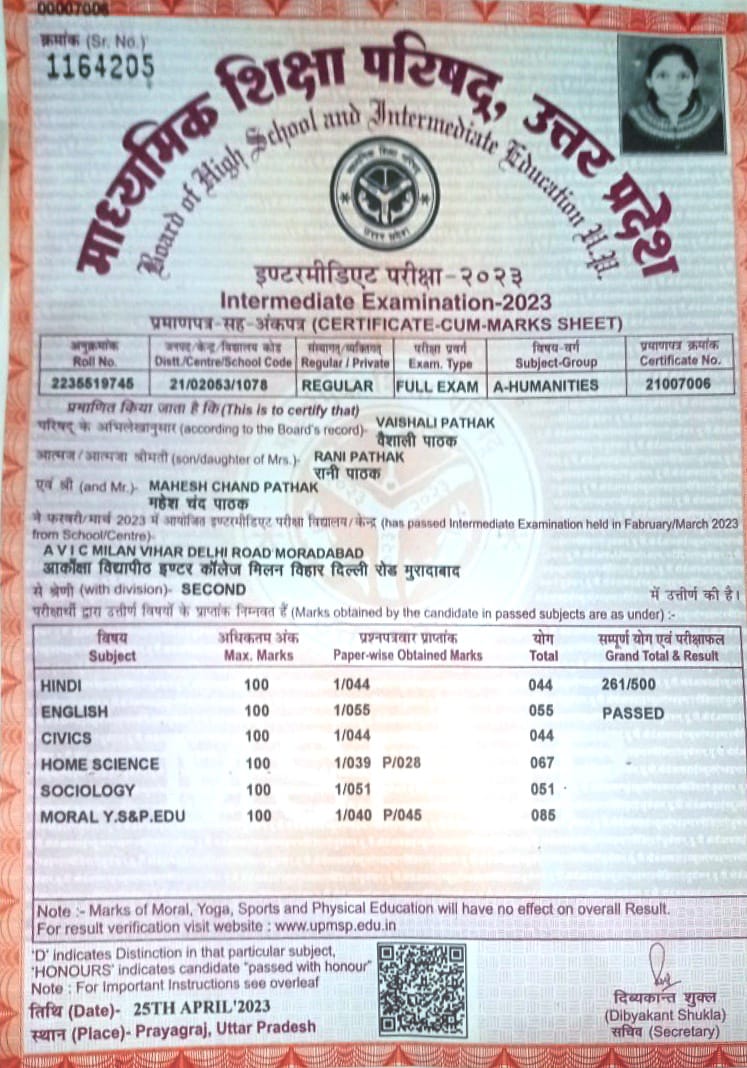 00007006
क्रमांक (Sr. No.)
1164205
माध्यमिक शिक्षा परिषद्, उत्तर प्रदेश
Board of High School and Intermediate Education U.P.
उत्तर प्रदेश
इण्टरमीडिएट परीक्षा-२०२३
Intermediate Examination-2023
प्रमाणपत्र-सह-अंकपत्र (CERTIFICATE-CUM-MARKS SHEET)
अनुक्रमांक जनपद/केन्द्र/विद्यालय कोड संस्थागत/व्यक्तिगत परीक्षा प्रवर्ग विषय-वर्ग प्रमाणपत्र क्रमांक
Roll No. Distt./Centre/School Code Regular / Private Exam. Type Subject-Group Certificate No.
2235519745 21/02053/1078 REGULAR FULL EXAM A-HUMANITIES 21007006
प्रमाणित किया जाता है कि (This is to certify that)
परिषद् के अभिलेखानुसार (according to the Board's record)- VAISHALI PATHAK
वैशाली पाठक
आत्मज/आत्मजा श्रीमती (son/daughter of Mrs.)- RANI PATHAK
रानी पाठक
एवं श्री (and Mr.)- MAHESH CHAND PATHAK
महेश चंद पाठक
ने फरवरी/मार्च 2023 में आयोजित इण्टरमीडिएट परीक्षा विद्यालय/केन्द्र (has passed Intermediate Examination held in Fabruary/March 2023
from School/Centre)-
A V I C MILAN VIHAR DELHI ROAD MORADABAD
आकाँक्षा विद्यापीठ इण्टर कॉलेज मिलन विहार दिल्ली रोड मुरादाबाद
से श्रेणी (with division)- SECOND में उत्तीर्ण की है।
परीक्षार्थी द्वारा उत्तीर्ण विषयों के प्राप्तांक निम्नवत हैं (Marks obtained by the candidate in passed subjects are as under) :-
विषय अधिकतम अंक प्रश्नपत्रवार प्राप्तांक योग सम्पूर्ण योग एवं परीक्षाफल
Subject Max. Marks Paper-wise Obtained Marks Total Grand Total & Result
HINDI 100 1/044 044 261/500
ENGLISH 100 1/055 055 PASSED
CIVICS 100 1/044 044
HOME SCIENCE 100 1/039 P/028 067
SOCIOLOGY 100 1/051 051
MORAL Y.S&P.EDU 100 1/040 P/045 085
Note :- Marks of Moral, Yoga, Sports and Physical Education will have no effect on overall Result.
For result verification visit website : www.upmsp.edu.in
'D' indicates Distinction in that particular subject,
'HONOURS' indicates candidate "passed with honour"
Note : For Important Instructions see overleaf
तिथि (Date)- 25TH APRIL'2023
स्थान (Place)- Prayagraj, Uttar Pradesh
दिब्यकान्त शुक्ल
(Dibyakant Shukla)
सचिव (Secretary)